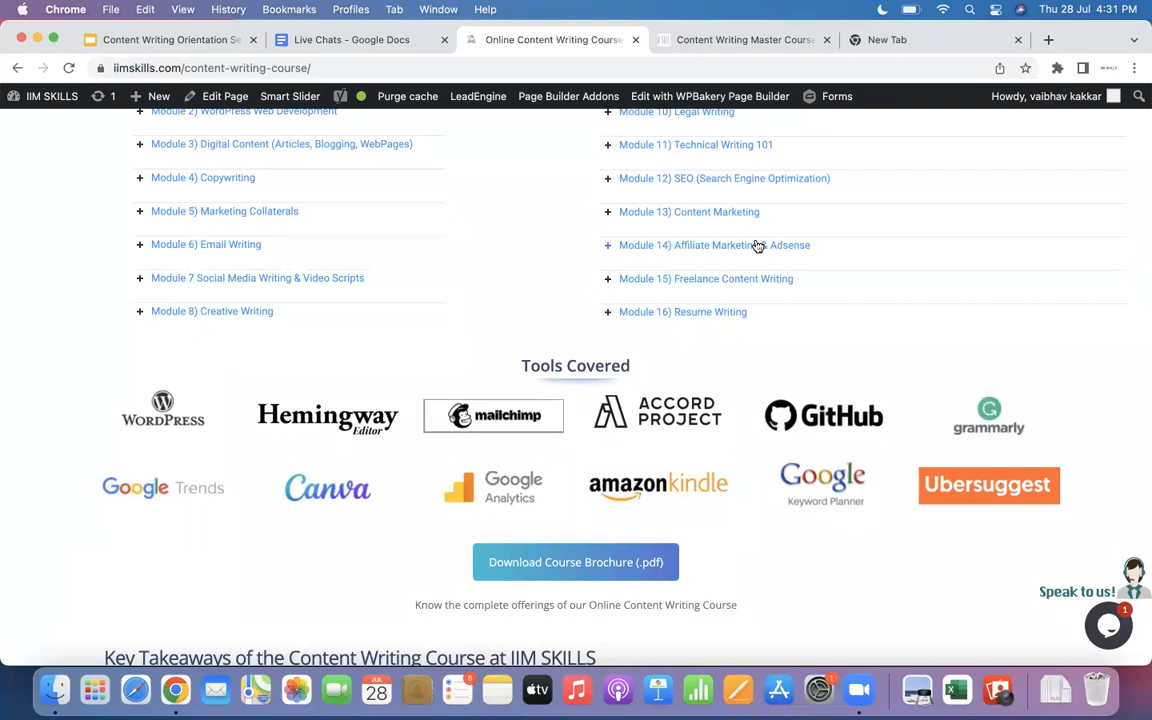 Chrome File Edit View History Bookmarks Profiles Tab Window Help Thu 28 Jul 4:31 PM
Content Writing Orientation Se Live Chats - Google Docs Online Content Writing Course Content Writing Master Course New Tab
iimskills.com/content-writing-course/
IIM SKILLS 1 New Edit Page Smart Slider Purge cache LeadEngine Page Builder Addons Edit with WPBakery Page Builder Forms Howdy, vaibhav kakkar
Module 2) WordPress Web Development
Module 3) Digital Content (Articles, Blogging, WebPages)
Module 4) Copywriting
Module 5) Marketing Collaterals
Module 6) Email Writing
Module 7 Social Media Writing & Video Scripts
Module 8) Creative Writing
Module 10) Legal Writing
Module 11) Technical Writing 101
Module 12) SEO (Search Engine Optimization)
Module 13) Content Marketing
Module 14) Affiliate Marketing & Adsense
Module 15) Freelance Content Writing
Module 16) Resume Writing
Tools Covered
WORDPRESS
Hemingway
Editor
mailchimp
ACCORD
PROJECT
GitHub
grammarly
Google Trends
Canva
Google
Analytics
amazonkindle
Google
Keyword Planner
Ubersuggest
Download Course Brochure (.pdf)
Know the complete offerings of our Online Content Writing Course
Speak to us!
1
Key Takeaways of the Content Writing Course at IIM SKILLS
JUL
28
8
tv
1